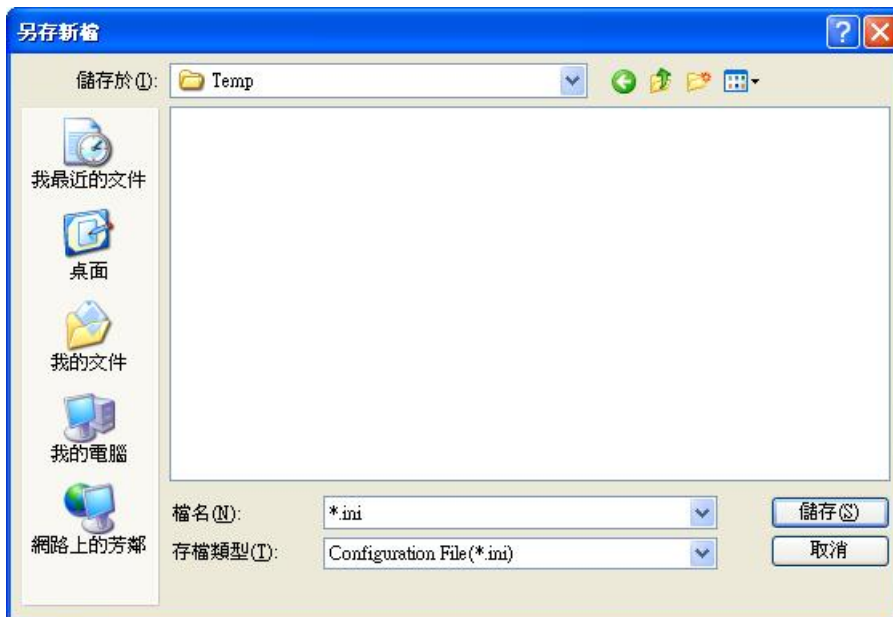 另存新檔
儲存於(I):
Temp
我最近的文件
桌面
我的文件
我的電腦
網路上的芳鄰
檔名(N):
*.ini
儲存(S)
存檔類型(T):
Configuration File(*.ini)
取消